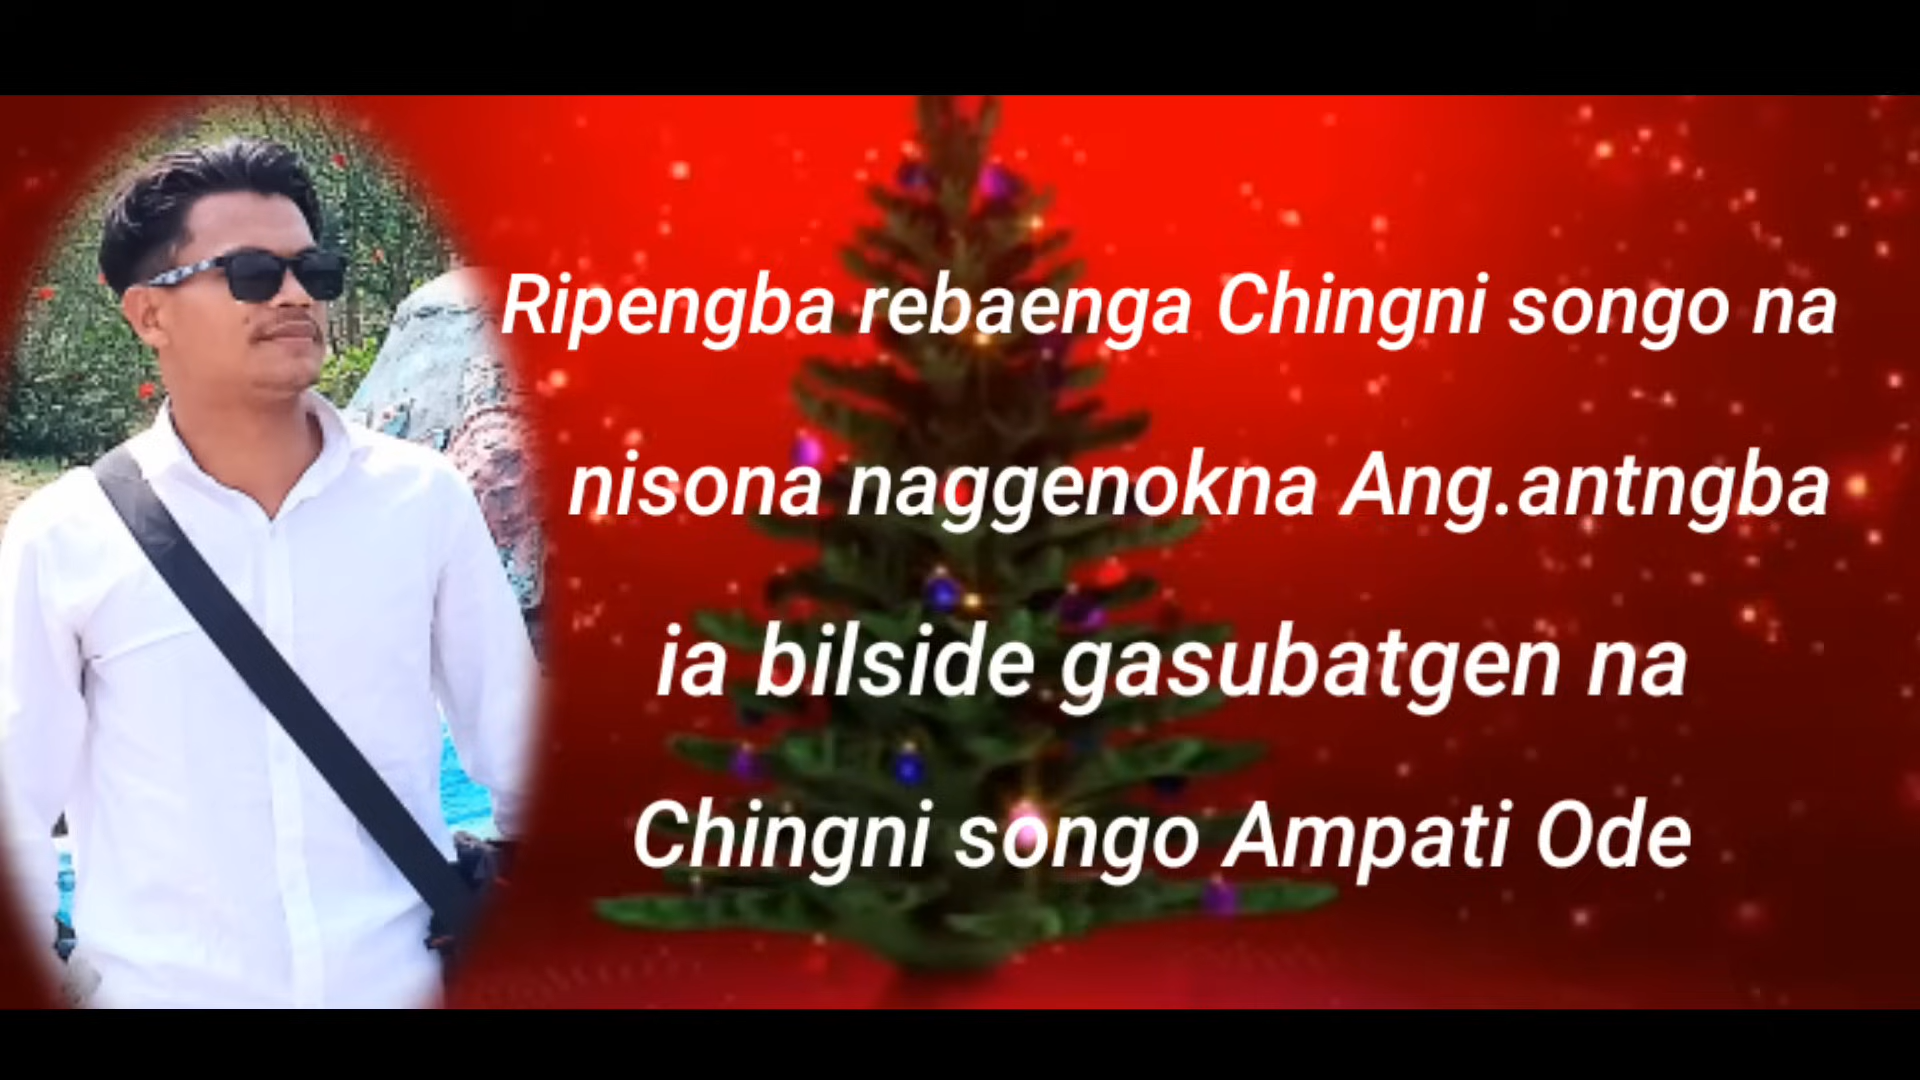 Ripengba rebaenga Chingni songo na
nisona naggenokna Ang.antngba
ia bilside gasubatgen na
Chingni songo Ampati Ode